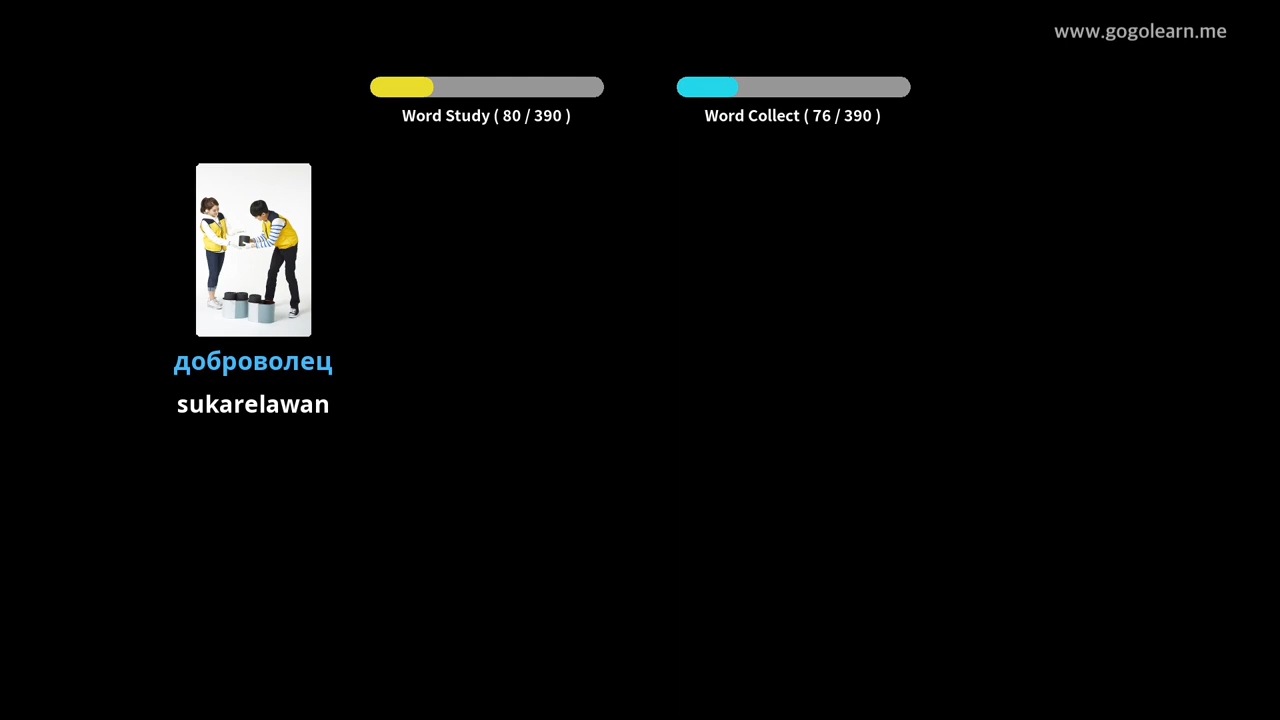 www.gogolearn.me
Word Study ( 80 / 390 )
Word Collect ( 76 / 390 )
доброволец
sukarelawan